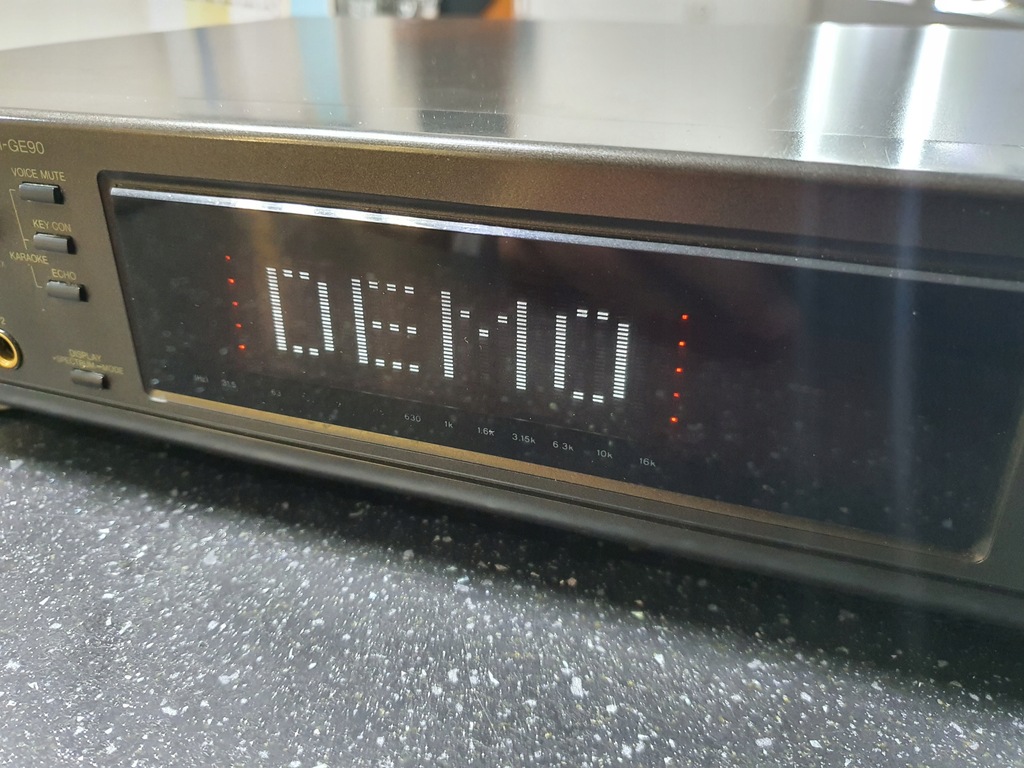 -GE90
VOICE MUTE
KEY CON
KARAOKE
ECHO
DISPLAY
DEMO
31.5
63
630 1k 1.6k 3.15k 6.3k 10k 16k